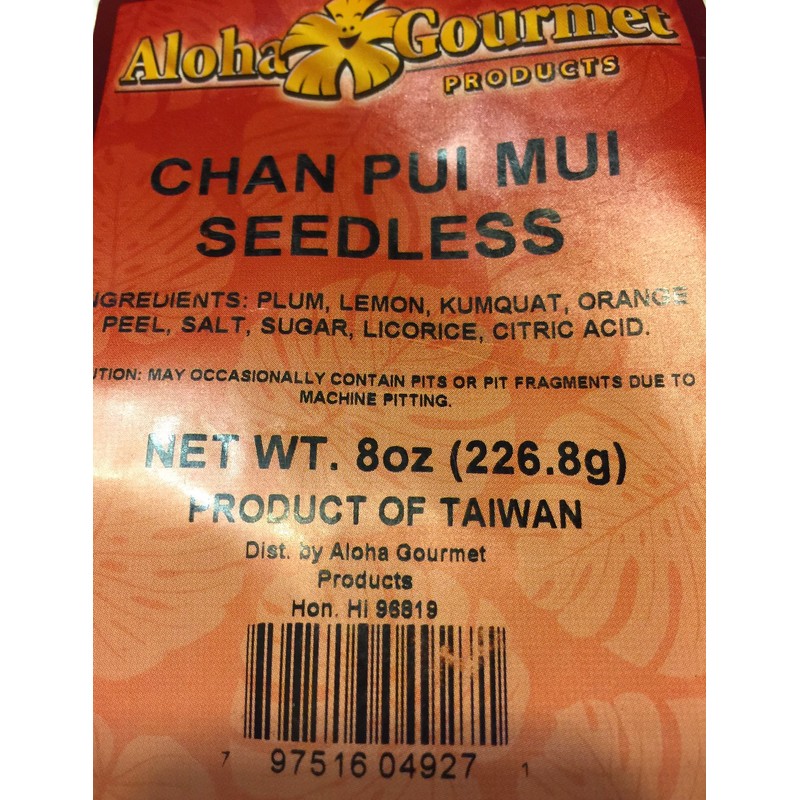 Aloha Gourmet
PRODUCTS
CHAN PUI MUI
SEEDLESS
NGREDIENTS: PLUM, LEMON, KUMQUAT, ORANGE
PEEL, SALT, SUGAR, LICORICE, CITRIC ACID.
UTION: MAY OCCASIONALLY CONTAIN PITS OR PIT FRAGMENTS DUE TO
MACHINE PITTING.
NET WT. 8oz (226.8g)
PRODUCT OF TAIWAN
Dist. by Aloha Gourmet
Products
Hon. Hi 96819
7 97516 04927 1